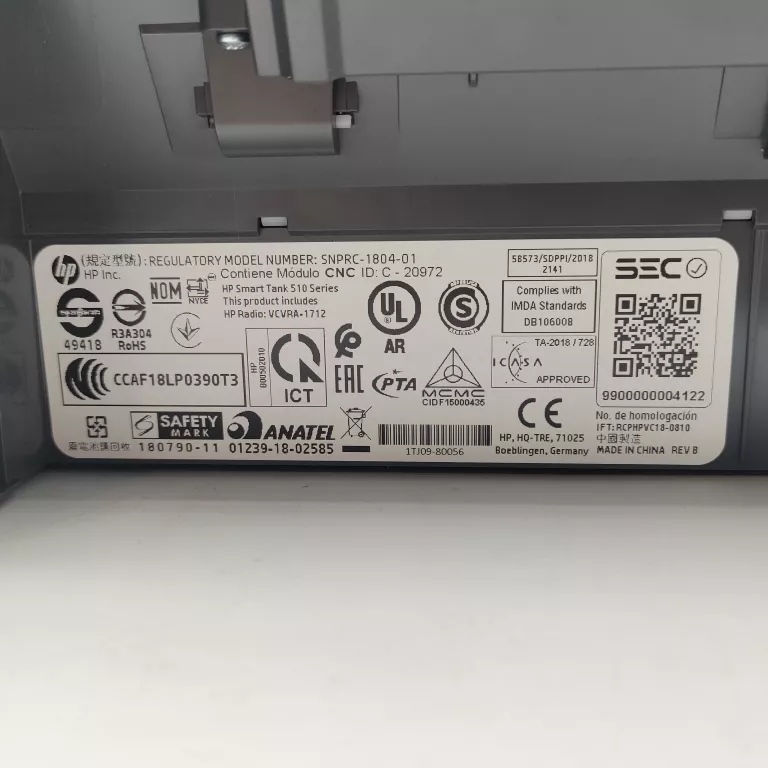 hp
(規定型號): REGULATORY MODEL NUMBER: SNPRC-1804-01
HP Inc.
NOM
NYCE
Contiene Módulo CNC ID: C - 20972
HP Smart Tank 510 Series
This product includes
HP Radio: VCVRA-1712
49418
R3A304
RoHS
CCAF18LP0390T3
ICT
UL
AR
S
EAC
PTA
MCMC
CIDF15000436
58573/SDPPI/2018
2141
Complies with
IMDA Standards
DB106008
TA-2018 / 728
ICASA
APPROVED
SEC
9900000004122
No. de homologación
IFT: RCPHPVC18-0810
中國製造
MADE IN CHINA REV B
SAFETY
MARK
180790-11
ANATEL
01239-18-02585
1TJ09-80056
CE
HP, HQ-TRE, 71025
Boeblingen, Germany